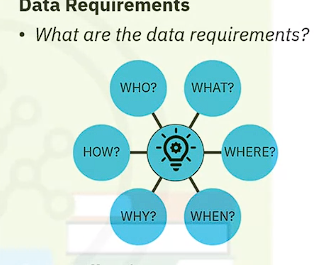 Data Requirements
• What are the data requirements?
WHO?
WHAT?
HOW?
WHERE?
WHY?
WHEN?